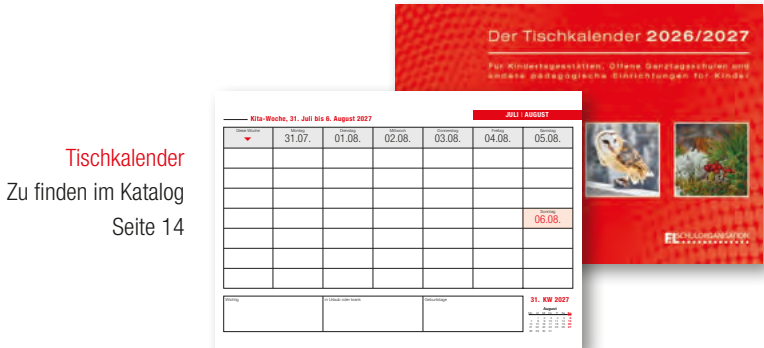 Tischkalender
Zu finden im Katalog
Seite 14
Der Tischkalender 2026/2027
Für Kindertagesstätten, Offene Ganztagsschulen und
andere pädagogische Einrichtungen für Kinder
SCHULORGANISATION
Kita-Woche, 31. Juli bis 6. August 2027
JULI | AUGUST
Diese Woche
Montag Dienstag Mittwoch Donnerstag Freitag Samstag
31.07. 01.08. 02.08. 03.08. 04.08. 05.08.
Sonntag
06.08.
Wichtig In Urlaub oder krank Geburtstage
31. KW 2027
August